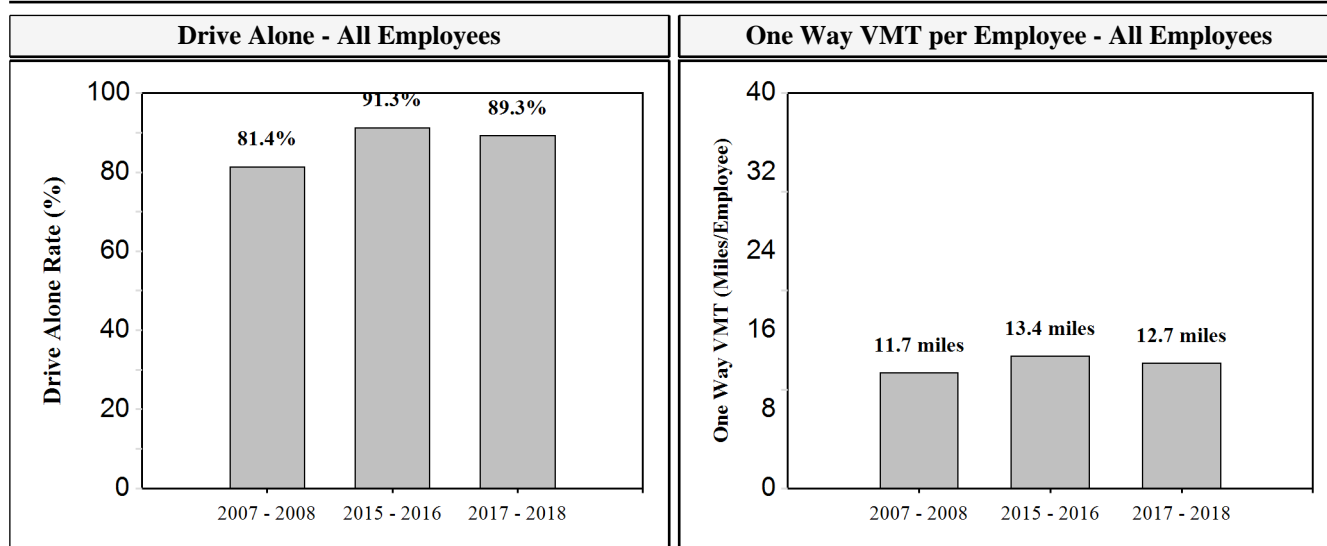 Drive Alone - All Employees
100
80
60
40
20
0
Drive Alone Rate (%)
81.4%
91.3%
89.3%
2007 - 2008
2015 - 2016
2017 - 2018
One Way VMT per Employee - All Employees
40
32
24
16
8
0
One Way VMT (Miles/Employee)
11.7 miles
13.4 miles
12.7 miles
2007 - 2008
2015 - 2016
2017 - 2018